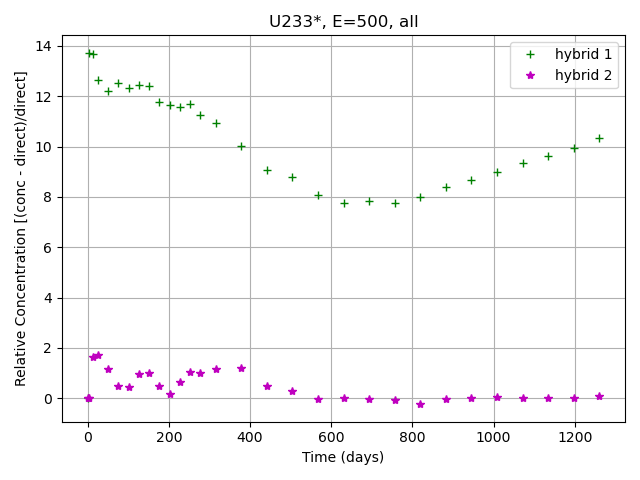 U233*, E=500, all
hybrid 1
hybrid 2
Relative Concentration [(conc - direct)/direct]
14
12
10
8
6
4
2
0
0 200 400 600 800 1000 1200
Time (days)